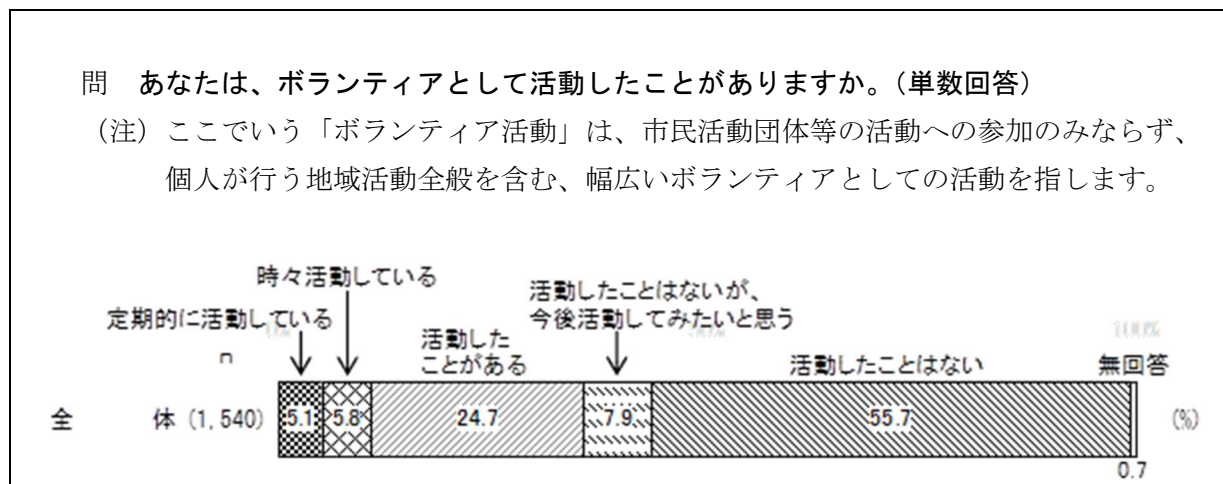 問　あなたは、ボランティアとして活動したことがありますか。（単数回答）
（注）ここでいう「ボランティア活動」は、市民活動団体等の活動への参加のみならず、
個人が行う地域活動全般を含む、幅広いボランティアとしての活動を指します。
時々活動している
活動したことはないが、
今後活動してみたいと思う
定期的に活動している
活動した
ことがある
活動したことはない
100%
無回答
n
全　体 (1,540)
5.1
5.8
24.7
7.9
55.7
(%)
0.7